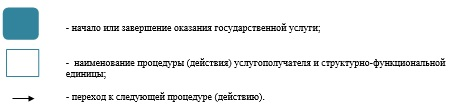 - начало или завершение оказания государственной услуги;
- наименование процедуры (действия) услугополучателя и структурно-функциональной
единицы;
- переход к следующей процедуре (действию).